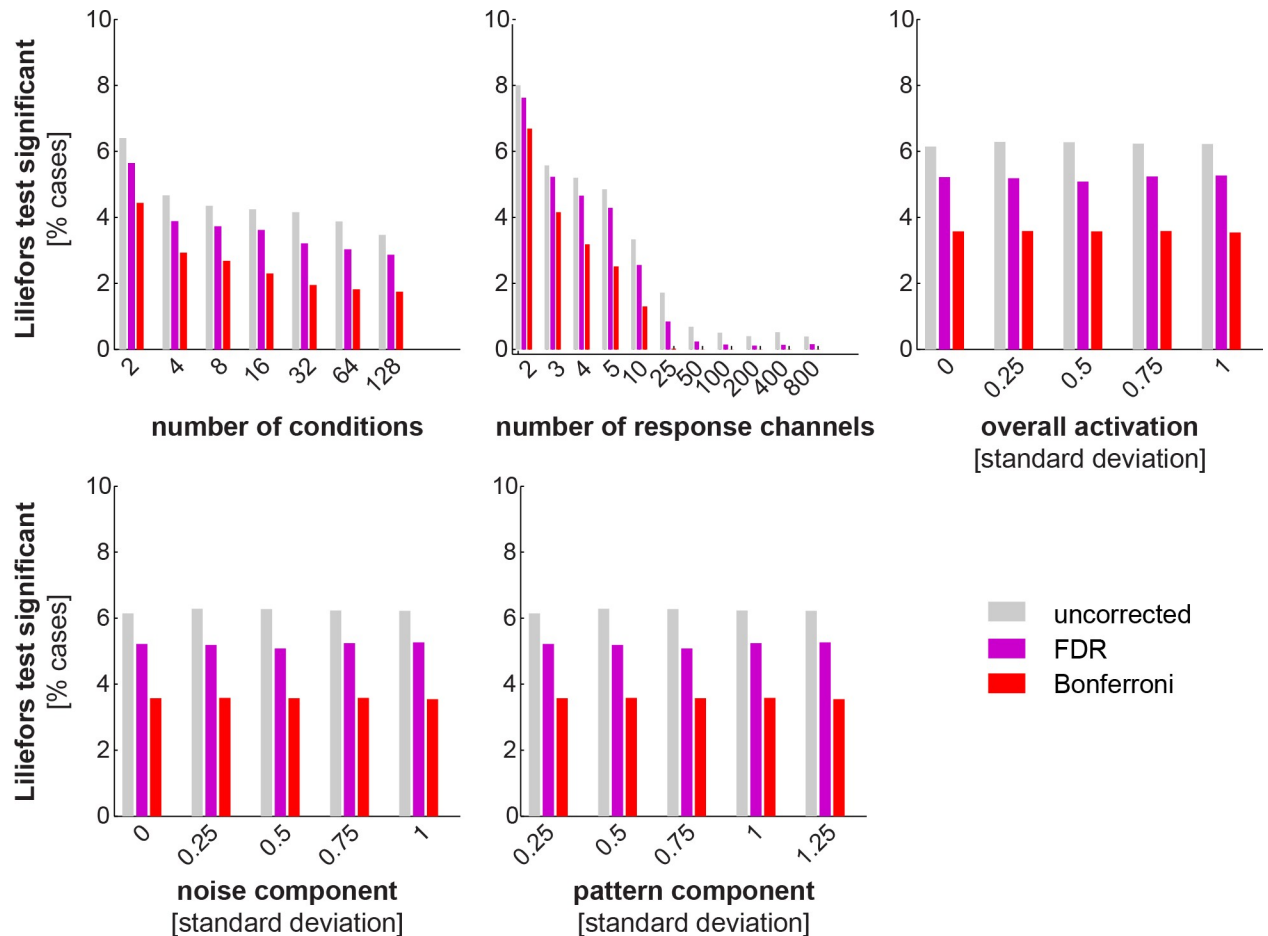 Liliefors test significant
[% cases]
10
8
6
4
2
0
2 4 8 16 32 64 128
number of conditions
10
8
6
4
2
0
2 3 4 5 10 25 50 100 200 400 800
number of response channels
10
8
6
4
2
0
0 0.25 0.5 0.75 1
overall activation
[standard deviation]
Liliefors test significant
[% cases]
10
8
6
4
2
0
0 0.25 0.5 0.75 1
noise component
[standard deviation]
10
8
6
4
2
0
0.25 0.5 0.75 1 1.25
pattern component
[standard deviation]
uncorrected
FDR
Bonferroni